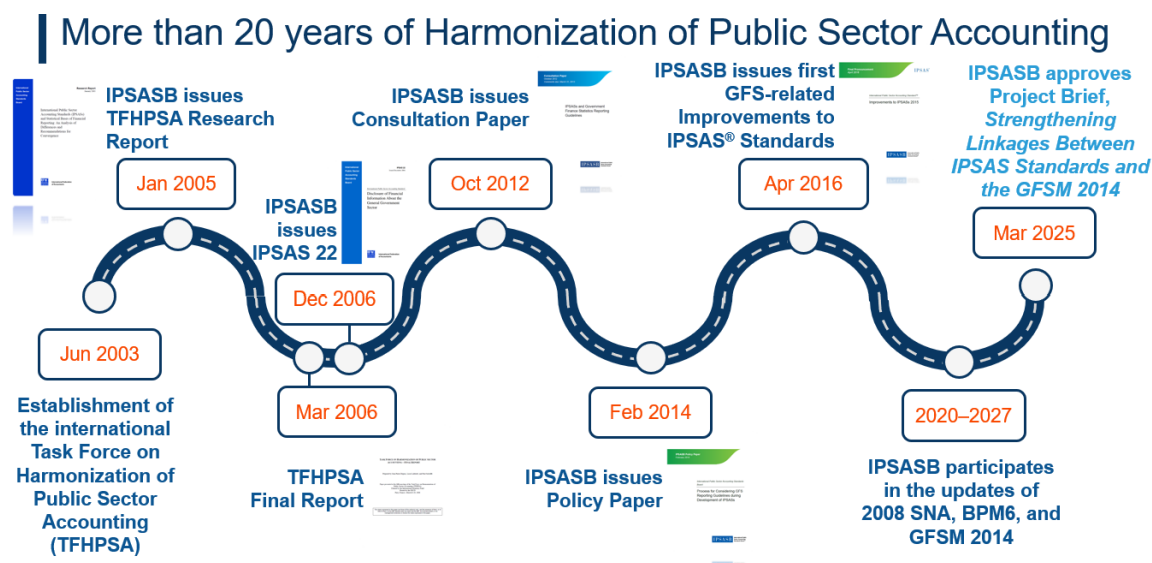 More than 20 years of Harmonization of Public Sector Accounting
Jun 2003
Establishment of
the international
Task Force on
Harmonization of
Public Sector
Accounting
(TFHPSA)
IPSASB issues
TFHPSA Research
Report
Jan 2005
Mar 2006
TFHPSA
Final Report
IPSASB
issues
IPSAS 22
Dec 2006
IPSASB issues
Consultation Paper
Oct 2012
Feb 2014
IPSASB issues
Policy Paper
IPSASB issues first
GFS-related
Improvements to
IPSAS® Standards
Apr 2016
2020–2027
IPSASB participates
in the updates of
2008 SNA, BPM6, and
GFSM 2014
IPSASB approves
Project Brief,
Strengthening
Linkages Between
IPSAS Standards and
the GFSM 2014
Mar 2025